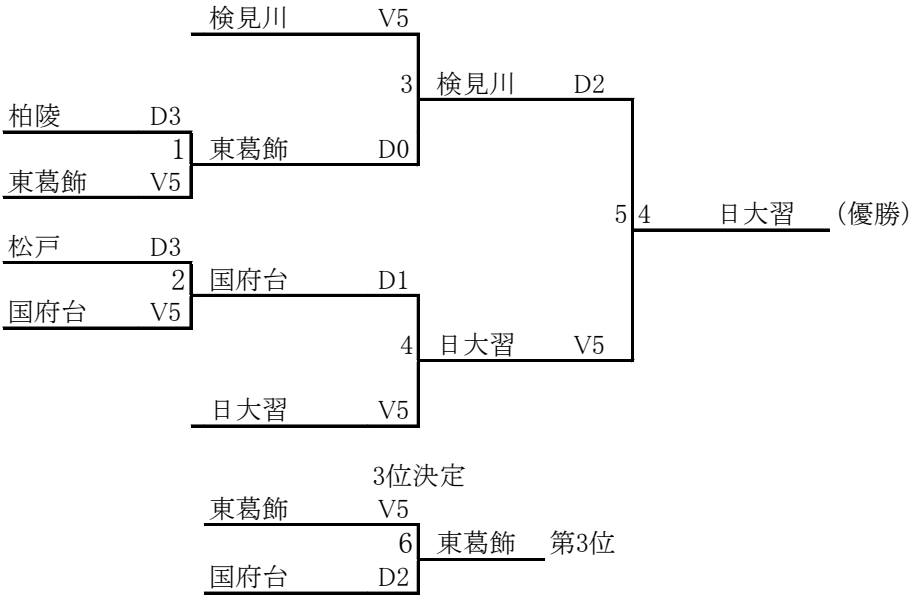 検見川 V5
3 検見川 D2
柏陵 D3
1 東葛飾 D0
東葛飾 V5
5 4 日大習 (優勝)
松戸 D3
2 国府台 D1
国府台 V5
4 日大習 V5
日大習 V5
3位決定
東葛飾 V5
6 東葛飾 第3位
国府台 D2